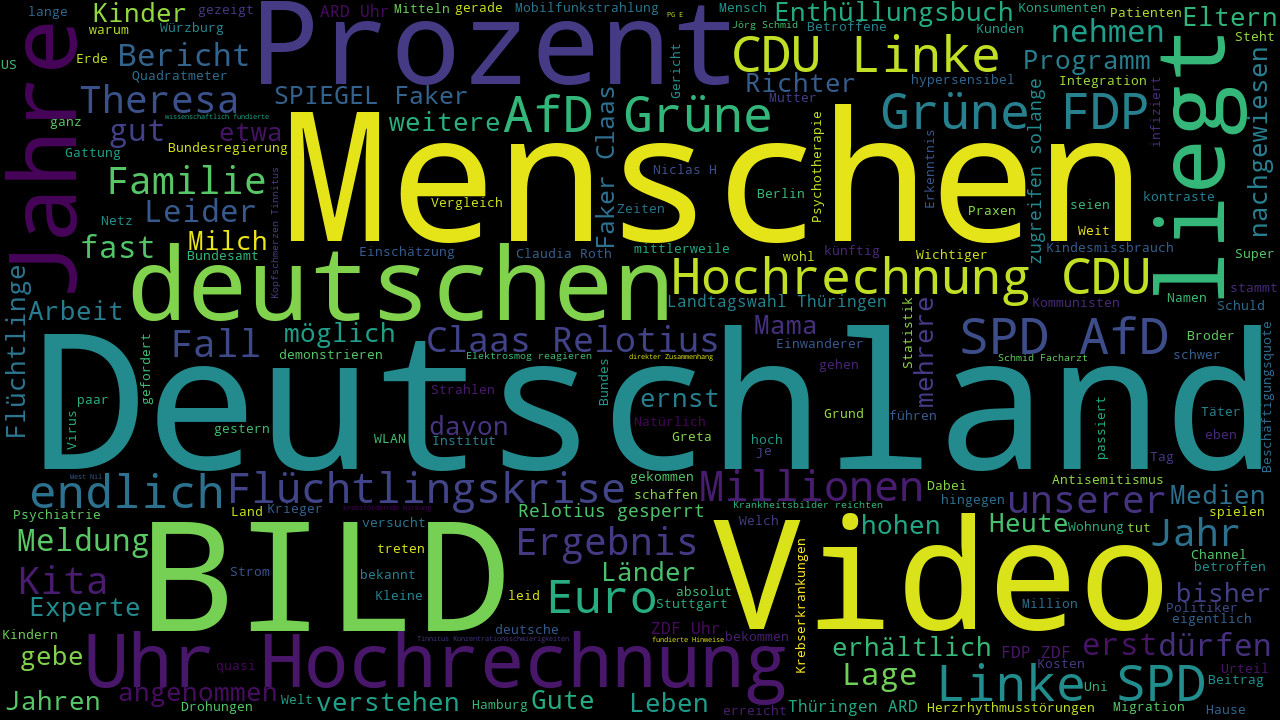 lange
Kinder
gezeigt
ARD Uhr
Mitteln
gerade
Mobilfunkstrahlung
PG E
Mensch
Enthüllungsbuch
Konsumenten
Patienten
Eltern
warum
Würzburg
Prozent
Jörg Schmid
Betroffene
Kunden
nehmen
Steht
Jahre
Erde
Bericht
CDU Linke
Programm
US
Quadratmeter
Gericht
Richter
hypersensibel
Integration
liegt
Theresa
SPIEGEL Faker
Mutter
wissenschaftlich fundierte
gut
etwa
weitere
AfD Grüne
Grüne FDP
infiziert
nachgewiesen
ganz
Bundesregierung
Menschen
Faker Claas
Psychotherapie
Erkenntnis
zugreifen solange
Gattung
Familie
Niclas H
Berlin
kontraste
Kopfschmerzen Tinnitus
Vergleich
Zeiten
Praxen
seien
Leider
Netz
Milch
Weit
fast
Bundesamt
Einschätzung
Claudia Roth
mittlerweile
wohl
künftig
Wichtiger
Kindesmissbrauch
Super
deutschen
Hochrechnung CDU
stammt
Flüchtlinge
Arbeit
Landtagswahl Thüringen
Kommunisten
Namen
Schuld
möglich
Fall
Claas Relotius
Mama
Statistik
mehrere
SPD AfD
Broder
demonstrieren
Elektrosmog reagieren
direkter Zusammenhang
Einwanderer
Schmid Facharzt
schwer
gefordert
Bundes
gehen
Deutschland
paar
Strahlen
ernst
Beschäftigungsquote
Virus
gestern
davon
Natürlich
Grund
führen
passiert
Täter
WLAN
Institut
Greta
hoch
je
eben
Tag
West Nil
endlich
Flüchtlingskrise
gekommen
schaffen
Millionen
Dabei
Antisemitismus
hingegen
unserer
Medien
Psychiatrie
Land
Krieger
Relotius gesperrt
Krankheitsbilder reichten
spielen
Meldung
BILD
versucht
Welch
Video
hohen
Heute
Wohnung
tut
Jahr
treten
Ergebnis
Krebserkrankungen
Channel
Kita
Strom
bekannt
Länder
betroffen
Experte
Kleine
leid
Euro
absolut
Stuttgart
Million
bisher
Politiker
eigentlich
Kindern
deutsche
ZDF Uhr
bekommen
Tinnitus Konzentrationsschwierigkeiten
fundierte Hinweise
gebe
Uhr Hochrechnung
erhältlich
FDP ZDF
erst
dürfen
quasi
Lage
Kosten
Urteil
Jahren
angenommen
Welt
verstehen
Gute
Leben
Linke
Uni
SPD
Beitrag
Drohungen
Hamburg
erreicht
Thüringen ARD
Herzrhythmusstörungen
Migration
Hause